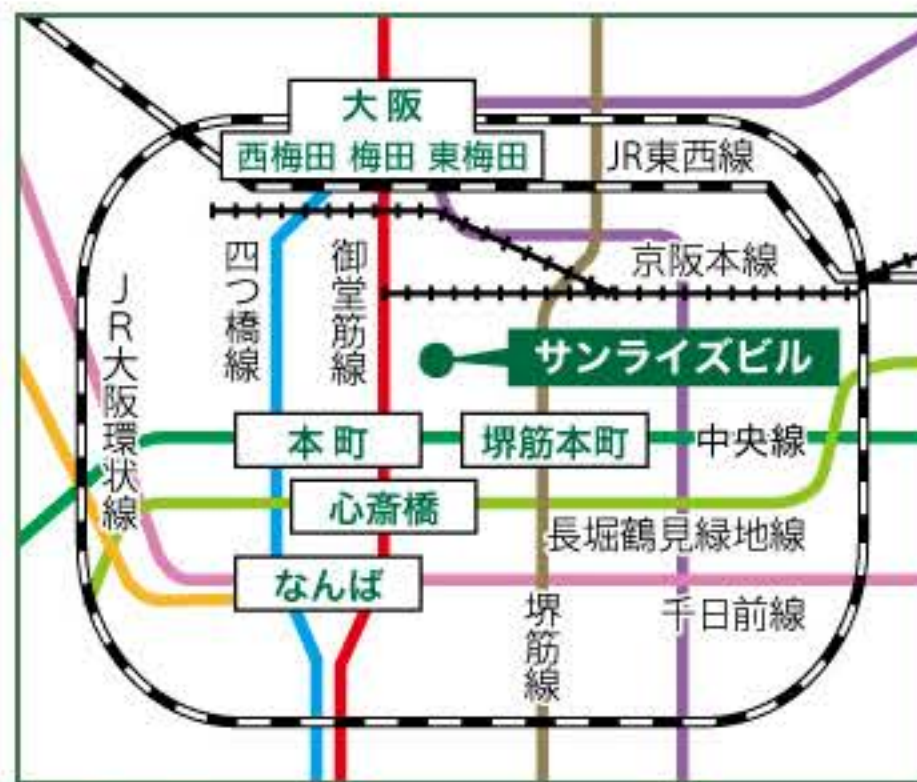 大阪
西梅田 梅田 東梅田
JR東西線
京阪本線
四つ橋線
御堂筋線
JR大阪環状線
サンライズビル
本町
堺筋本町
中央線
心斎橋
長堀鶴見緑地線
なんば
千日前線
堺筋線